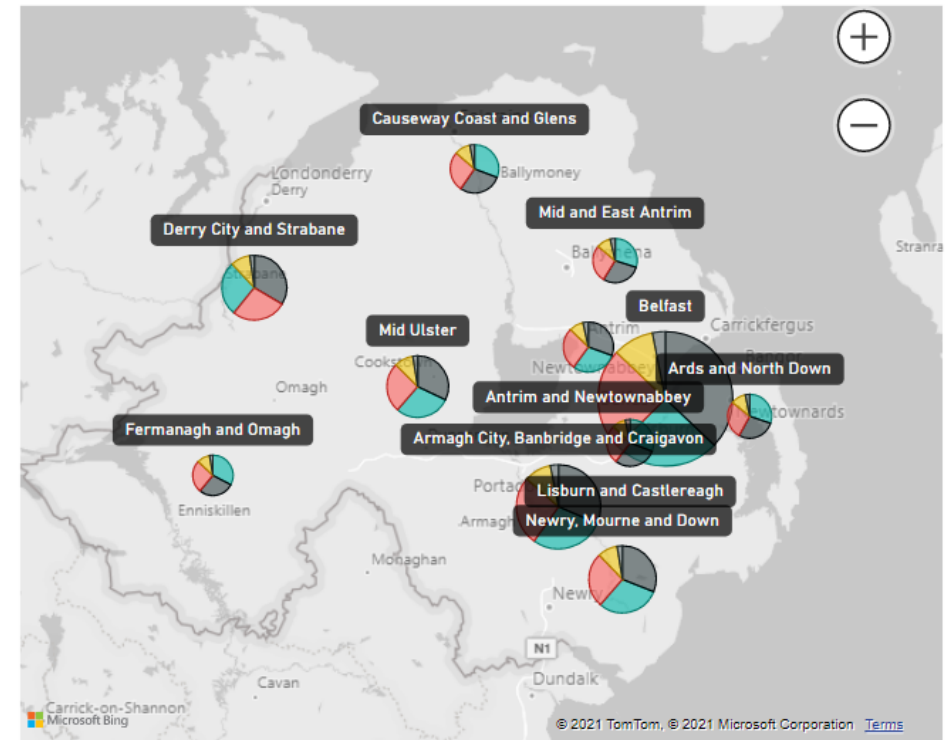 +
Causeway Coast and Glens
Londonderry
Derry
Ballymoney
−
Mid and East Antrim
Derry City and Strabane
Stranra
Strabane
Belfast
Mid Ulster
Antrim
Carrickfergus
Bangor
Newtownabbey
Ards and North Down
Omagh
Antrim and Newtownabbey
Newtownards
Fermanagh and Omagh
Armagh City, Banbridge and Craigavon
Lisburn and Castlereagh
Enniskillen
Armagh
Newry, Mourne and Down
Monaghan
N1
Dundalk
Cavan
Carrick-on-Shannon
Microsoft Bing
© 2021 TomTom, © 2021 Microsoft Corporation Terms